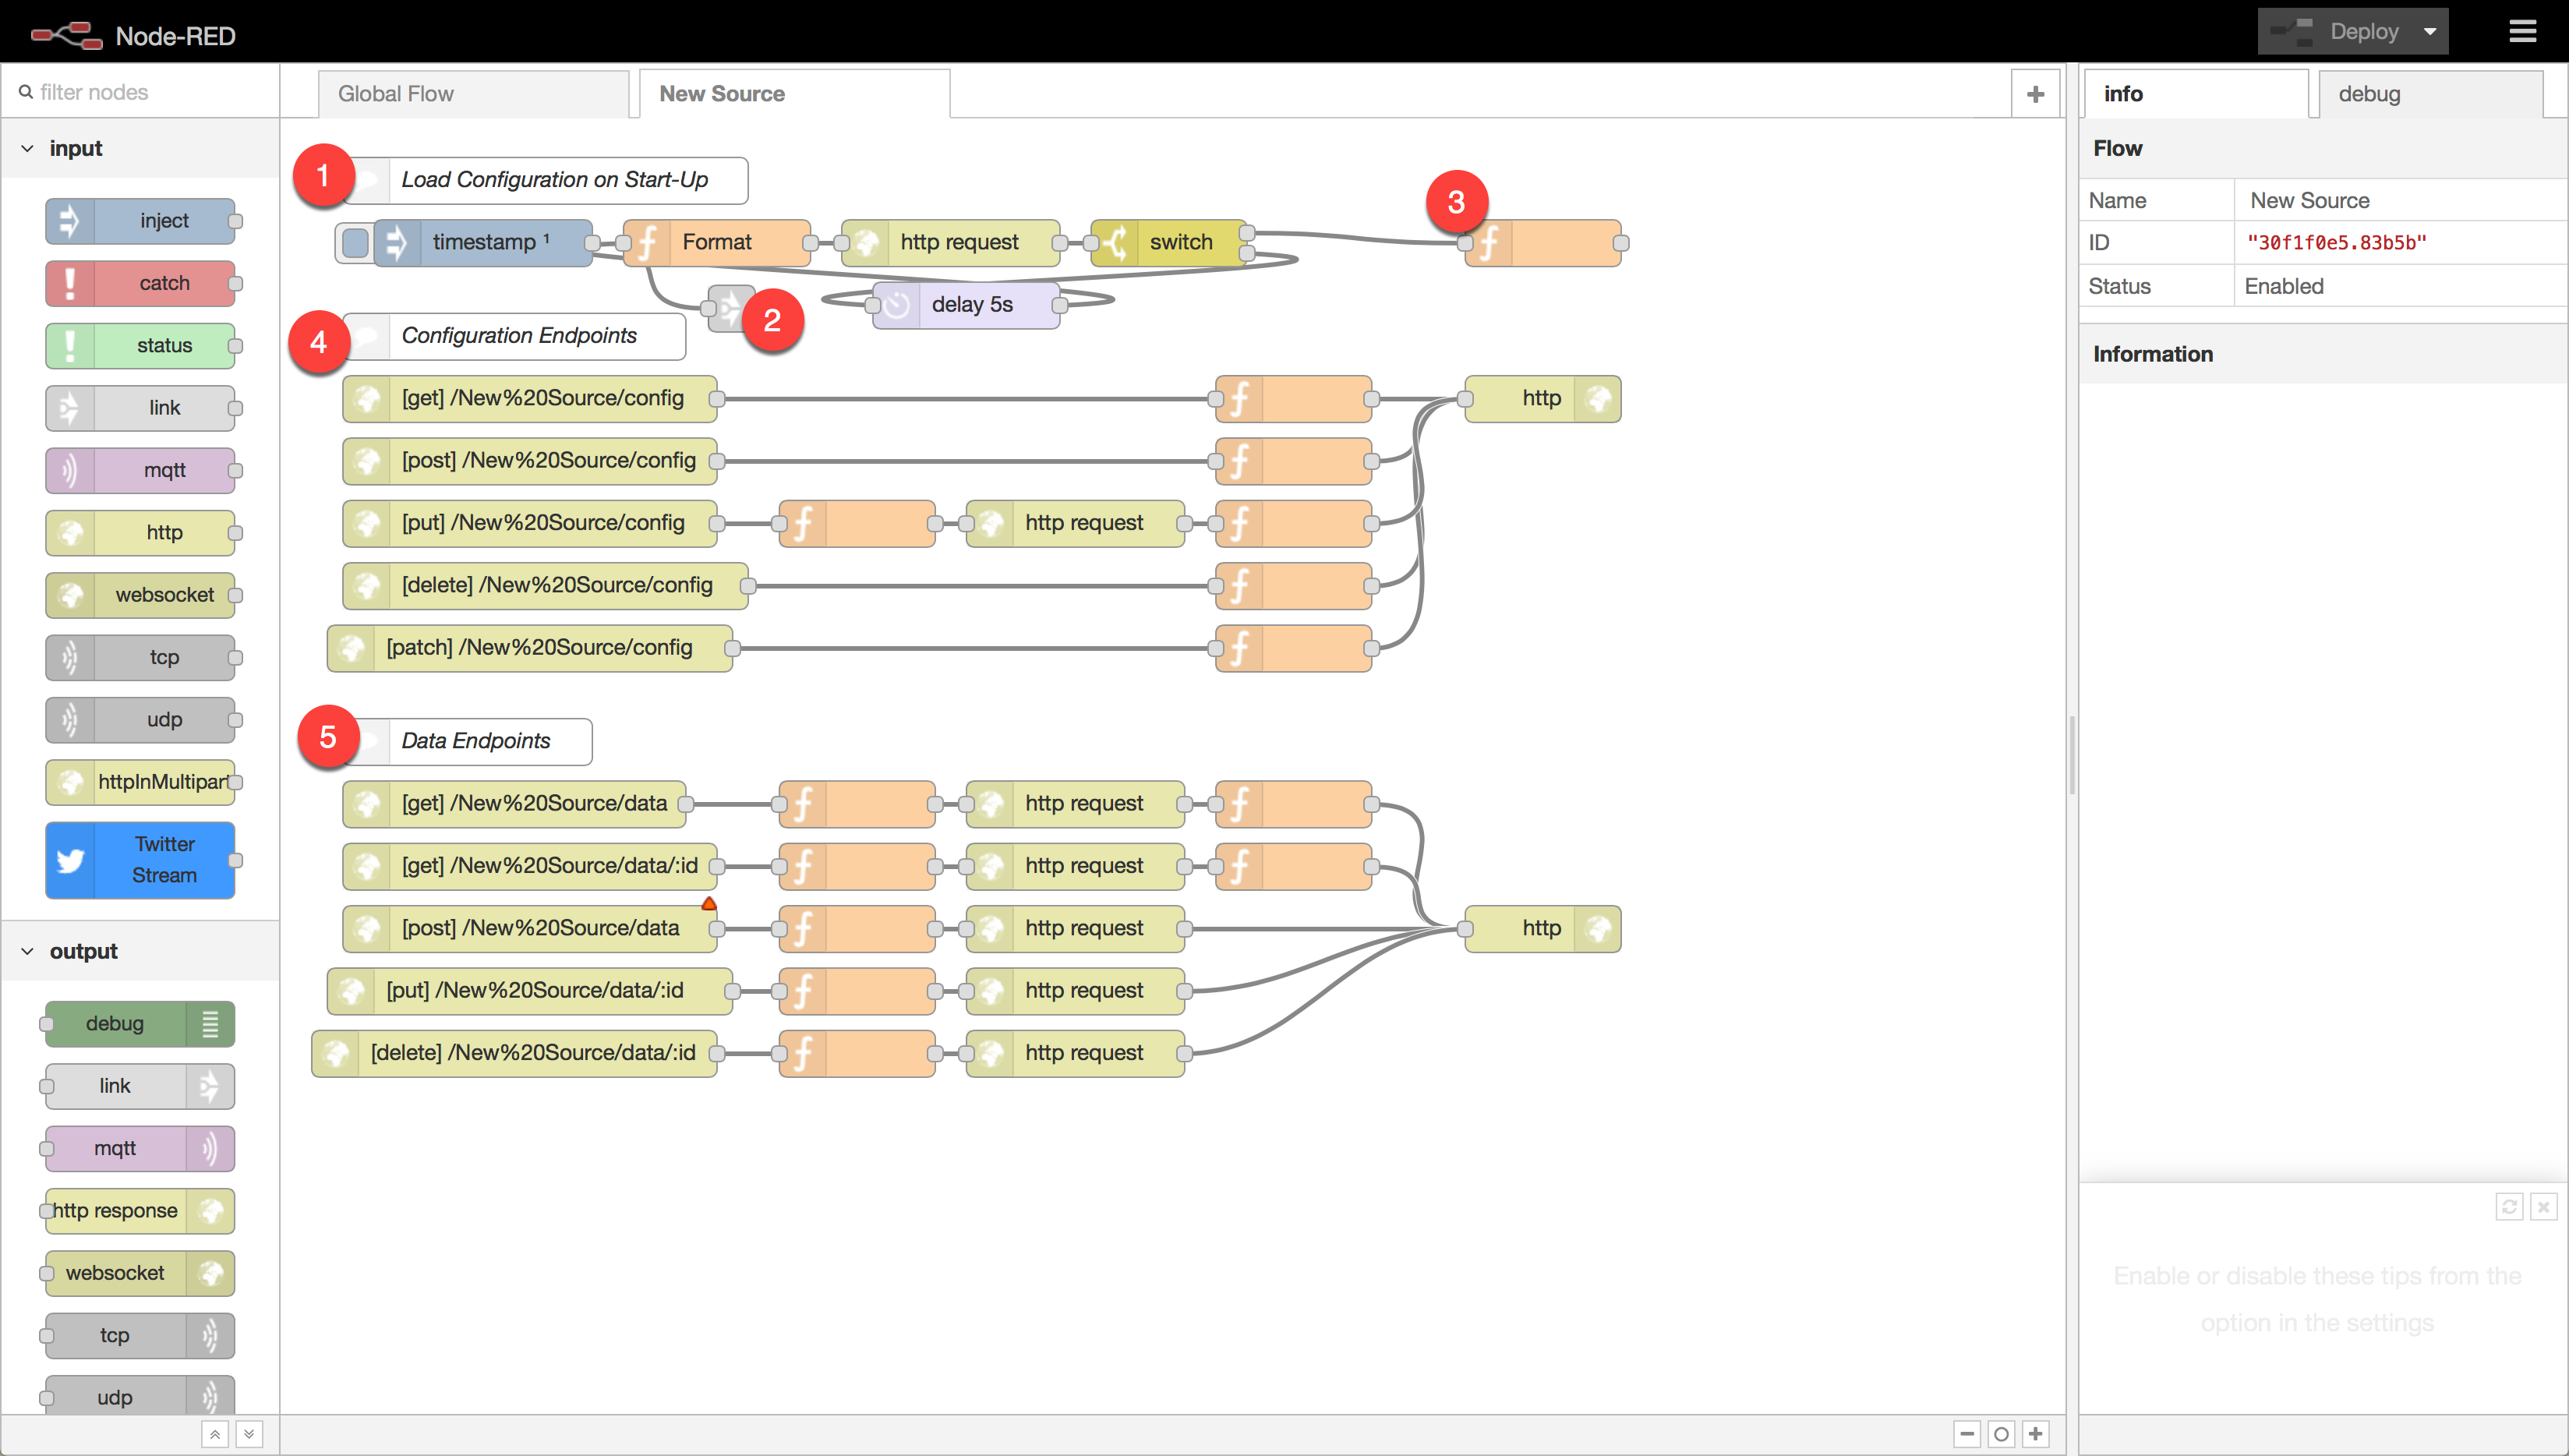 Node-RED
Deploy
filter nodes
Global Flow
New Source
info
debug
input
inject
catch
status
link
mqtt
http
websocket
tcp
udp
httpInMultipar
Twitter
Stream
output
debug
link
mqtt
http response
websocket
tcp
udp
1
Load Configuration on Start-Up
3
timestamp ¹
Format
http request
switch
2
delay 5s
4
Configuration Endpoints
[get] /New%20Source/config
http
[post] /New%20Source/config
[put] /New%20Source/config
http request
[delete] /New%20Source/config
[patch] /New%20Source/config
5
Data Endpoints
[get] /New%20Source/data
http request
[get] /New%20Source/data/:id
http request
[post] /New%20Source/data
http request
http
[put] /New%20Source/data/:id
http request
[delete] /New%20Source/data/:id
http request
Flow
Name
New Source
ID
"30f1f0e5.83b5b"
Status
Enabled
Information
Enable or disable these tips from the
option in the settings